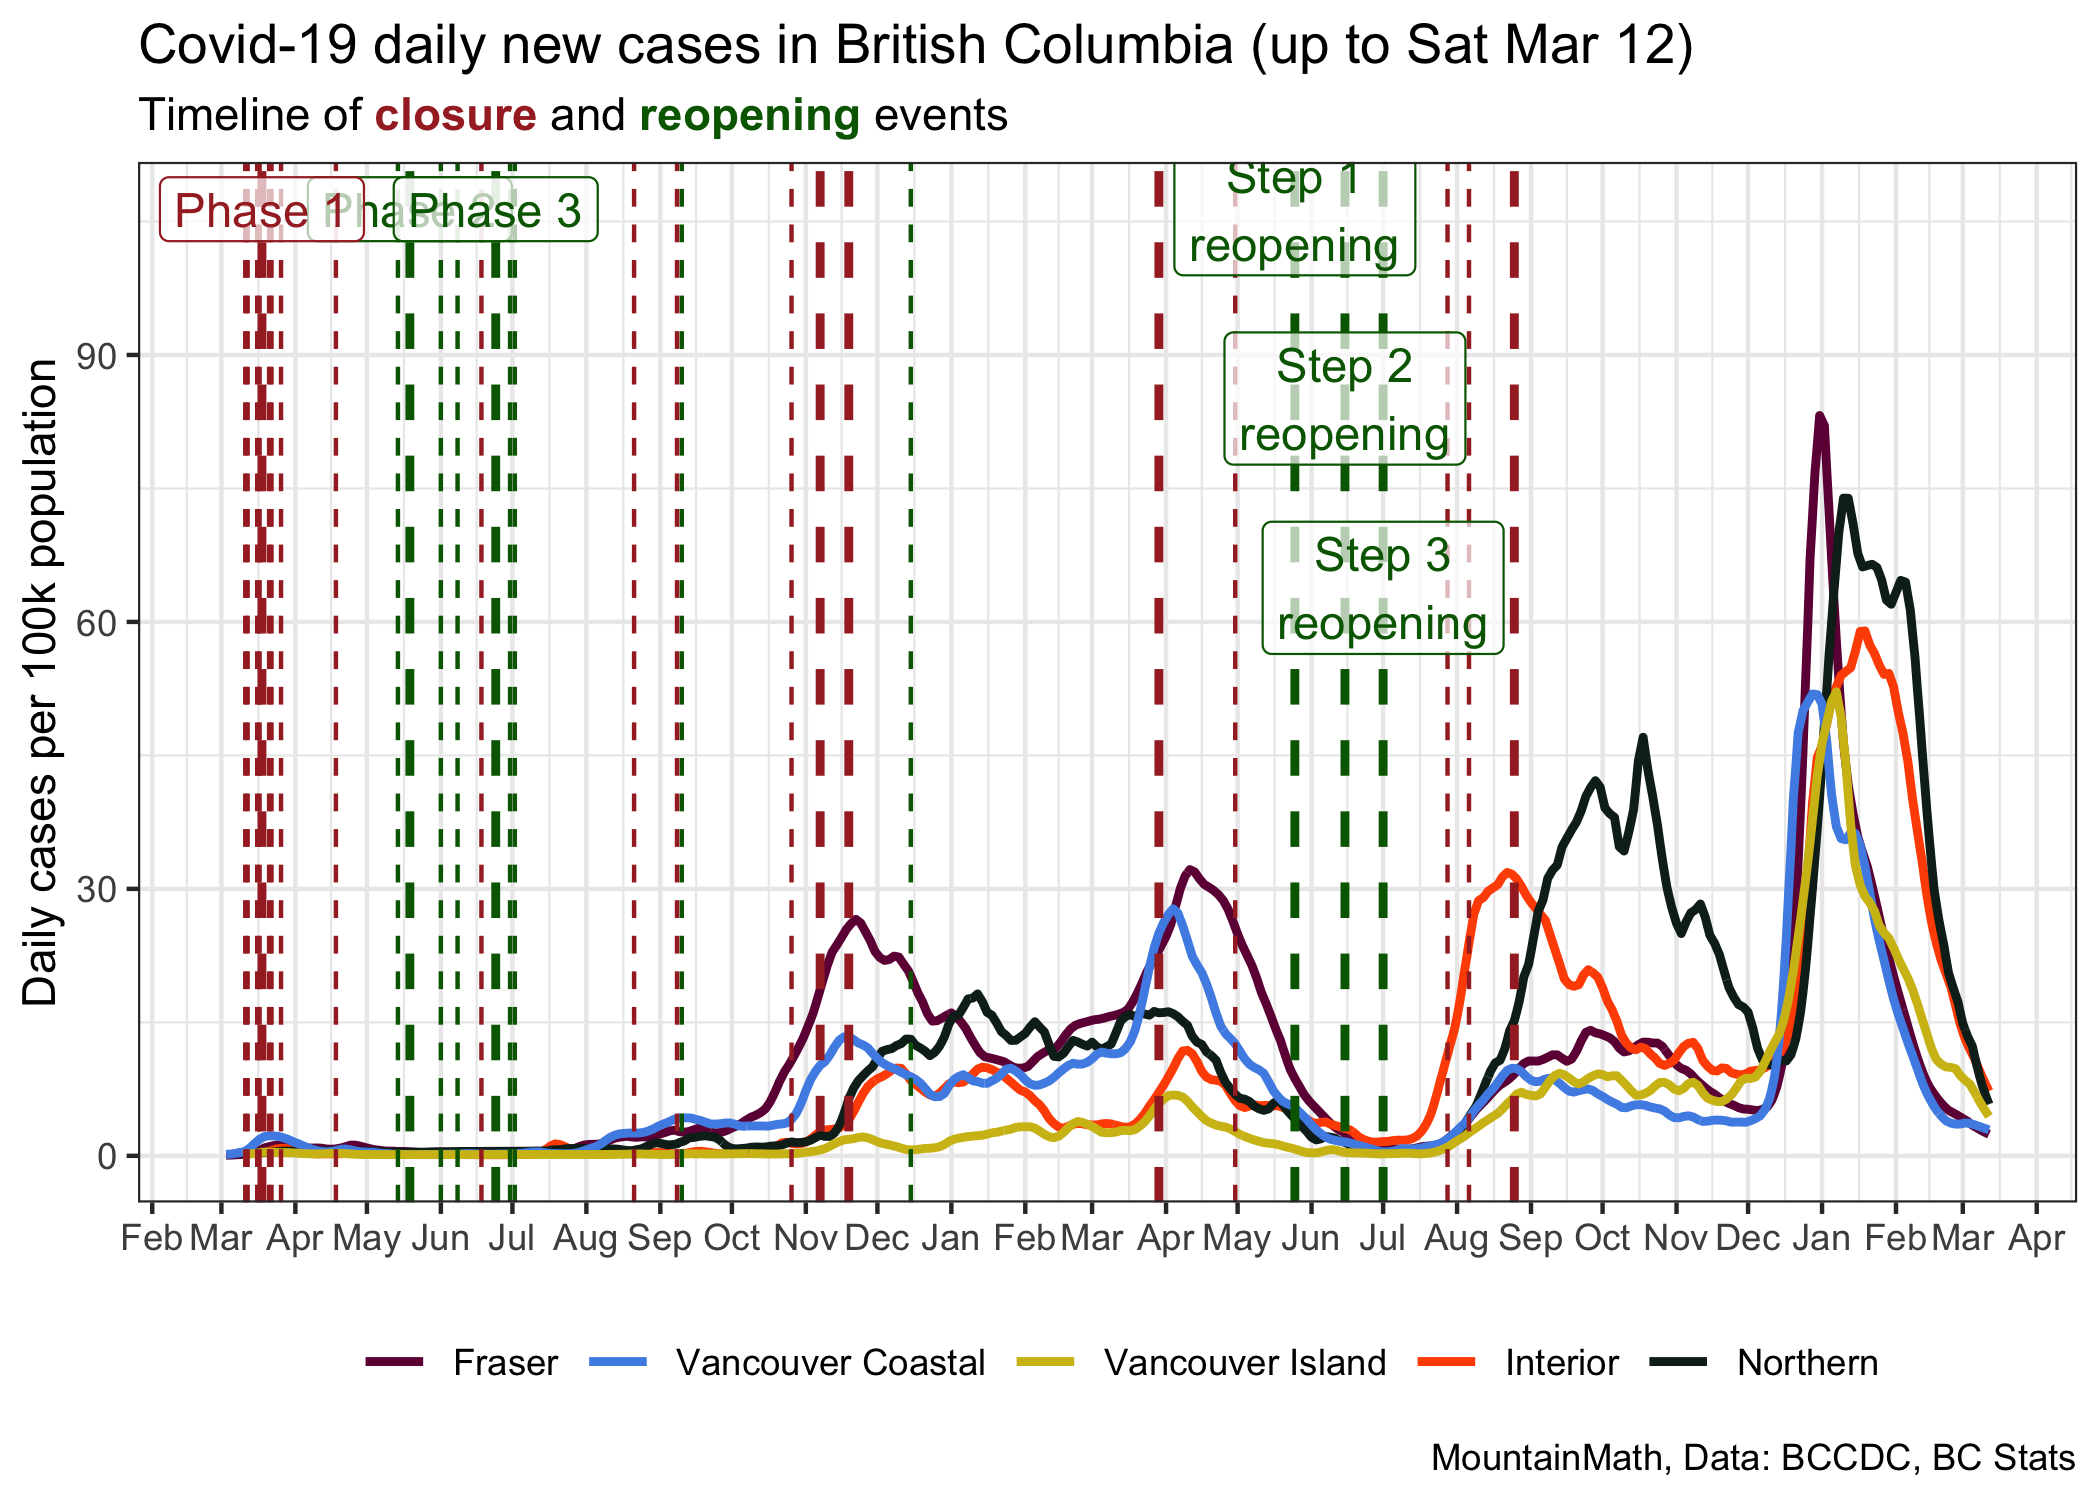 Covid-19 daily new cases in British Columbia (up to Sat Mar 12)
Timeline of closure and reopening events
Phase 1 Phase 2 Phase 3
Step 1
reopening
Step 2
reopening
Step 3
reopening
Daily cases per 100k population
90
60
30
0
Feb Mar Apr May Jun Jul Aug Sep Oct Nov Dec Jan Feb Mar Apr May Jun Jul Aug Sep Oct Nov Dec Jan Feb Mar Apr
Fraser Vancouver Coastal Vancouver Island Interior Northern
MountainMath, Data: BCCDC, BC Stats